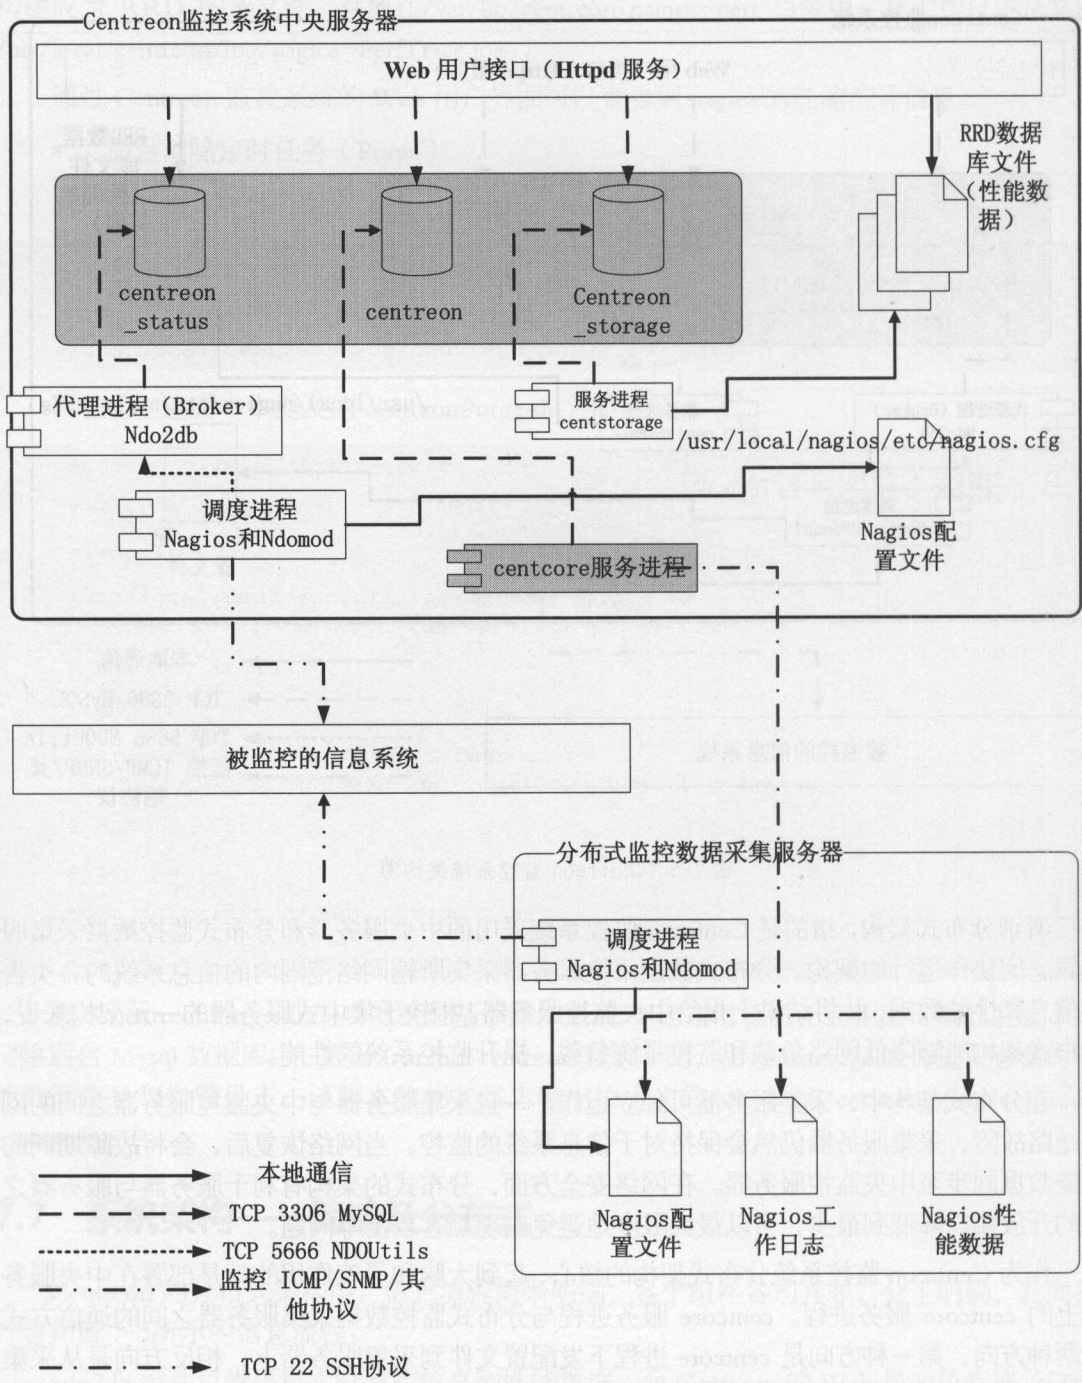 Centreon监控系统中央服务器
Web 用户接口（Httpd 服务）
RRD数据
库文件
（性能数
据）
centreon
_status
centreon
Centreon
_storage
代理进程（Broker）
Ndo2db
服务进程
centstorage
/usr/local/nagios/etc/nagios.cfg
调度进程
Nagios和Ndomod
centcore服务进程
Nagios配
置文件
被监控的信息系统
分布式监控数据采集服务器
调度进程
Nagios和Ndomod
Nagios配
置文件
Nagios工
作日志
Nagios性
能数据
本地通信
TCP 3306 MySQL
TCP 5666 NDOUtils
监控 ICMP/SNMP/其
他协议
TCP 22 SSH协议